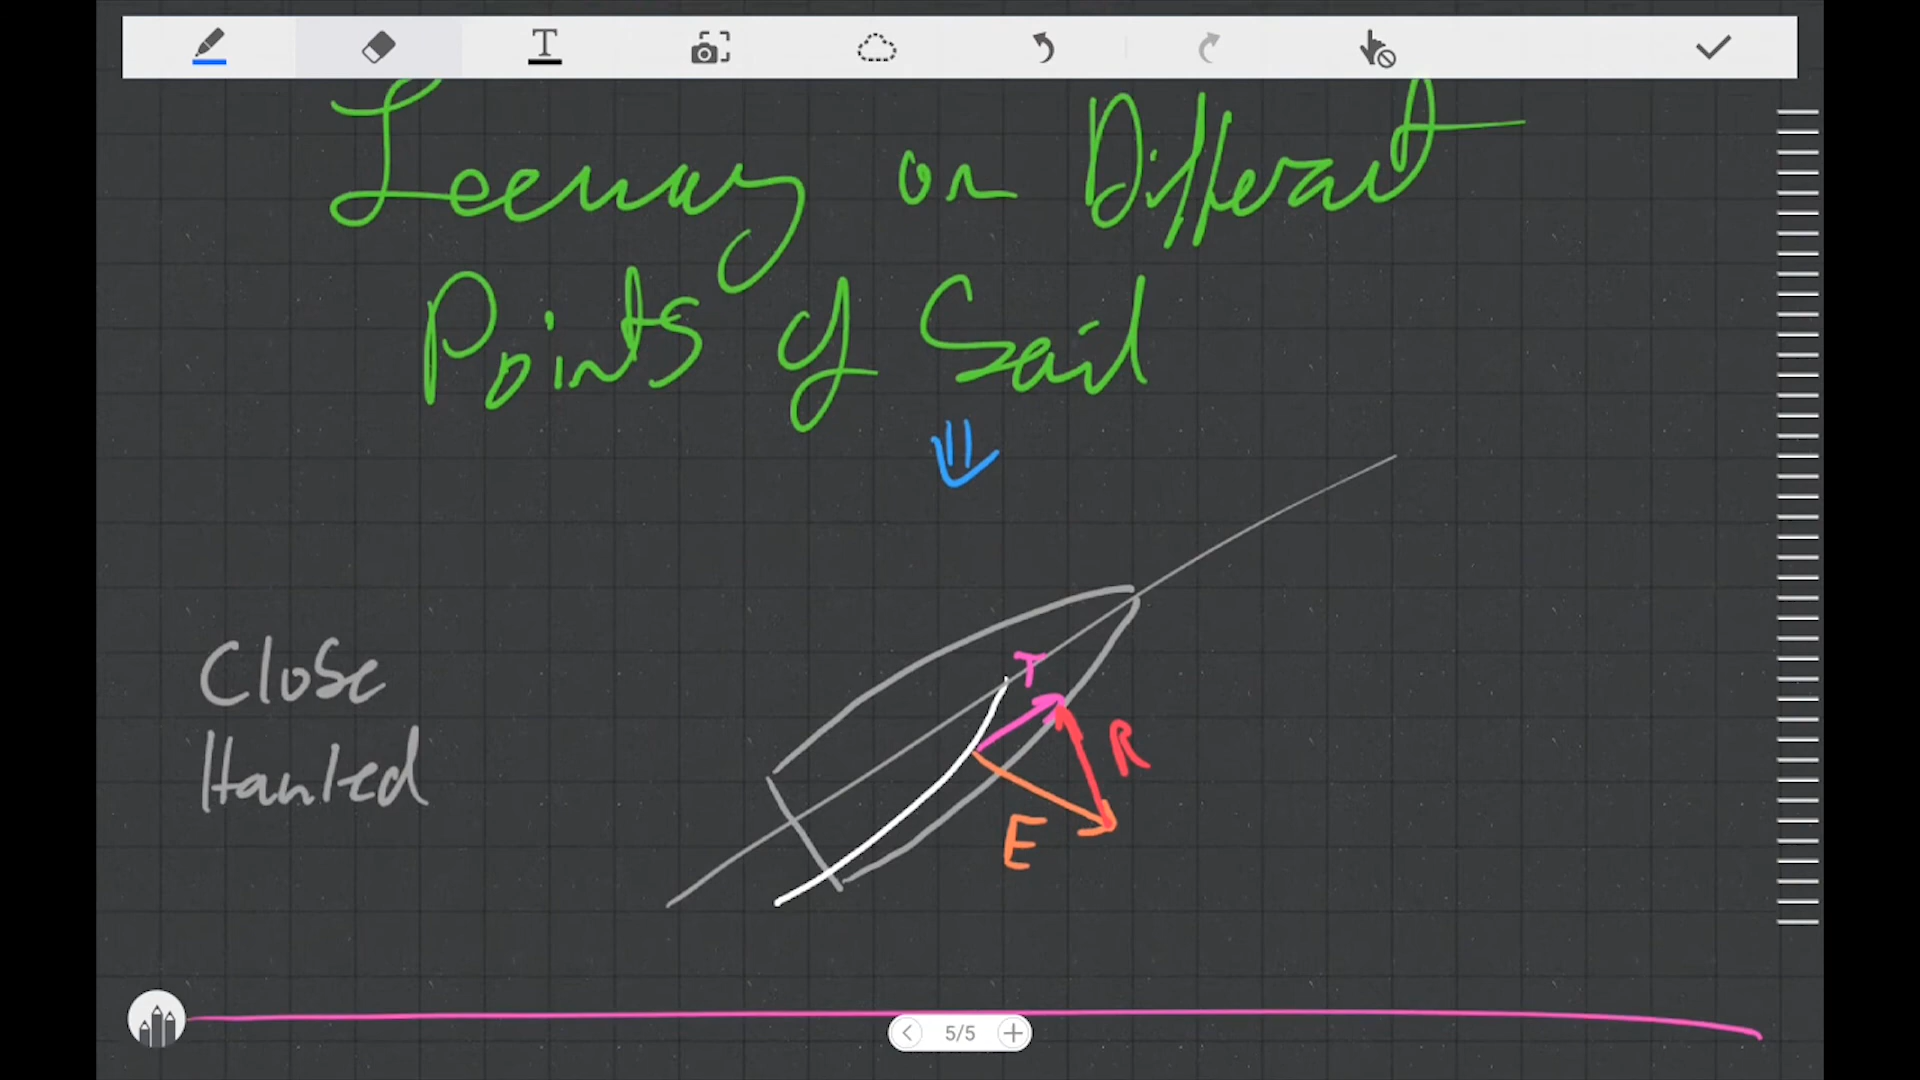 T
Leeway on Different
Points of Sail
Close
Hauled
T
R
E
5/5